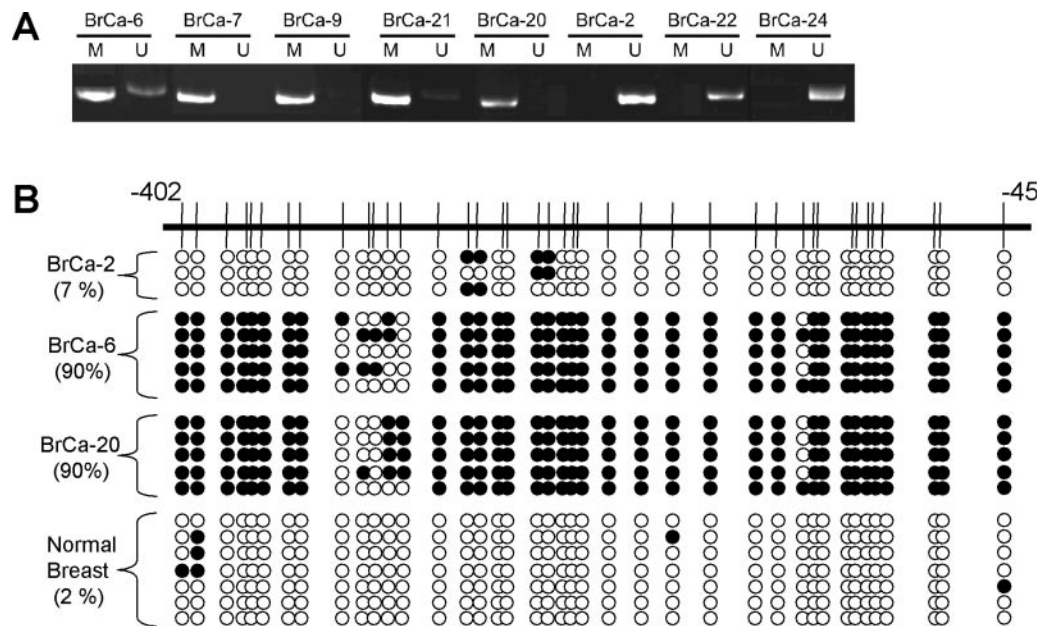 A
BrCa-6 BrCa-7 BrCa-9 BrCa-21 BrCa-20 BrCa-2 BrCa-22 BrCa-24
M U M U M U M U M U M U M U M U
B
-402 -45
BrCa-2
(7 %)
BrCa-6
(90%)
BrCa-20
(90%)
Normal
Breast
(2 %)